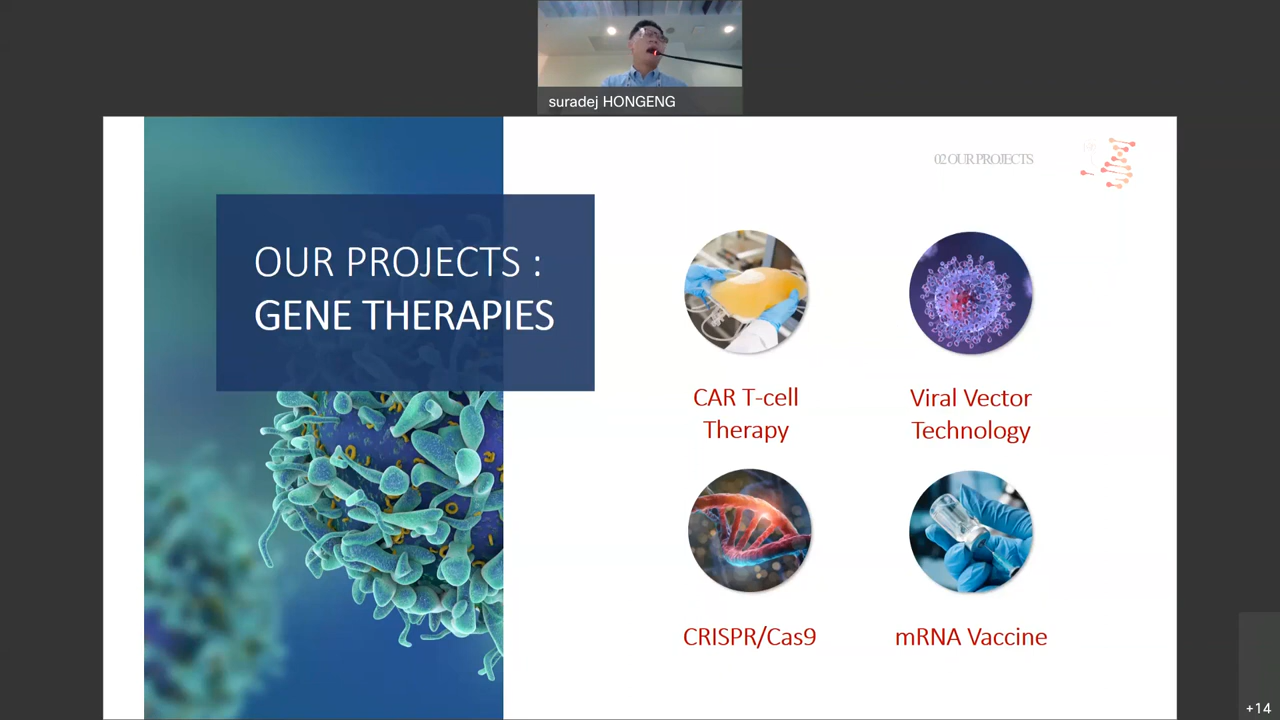 suradej HONGENG
02 OUR PROJECTS
OUR PROJECTS :
GENE THERAPIES
CAR T-cell
Therapy
Viral Vector
Technology
CRISPR/Cas9
mRNA Vaccine
+14